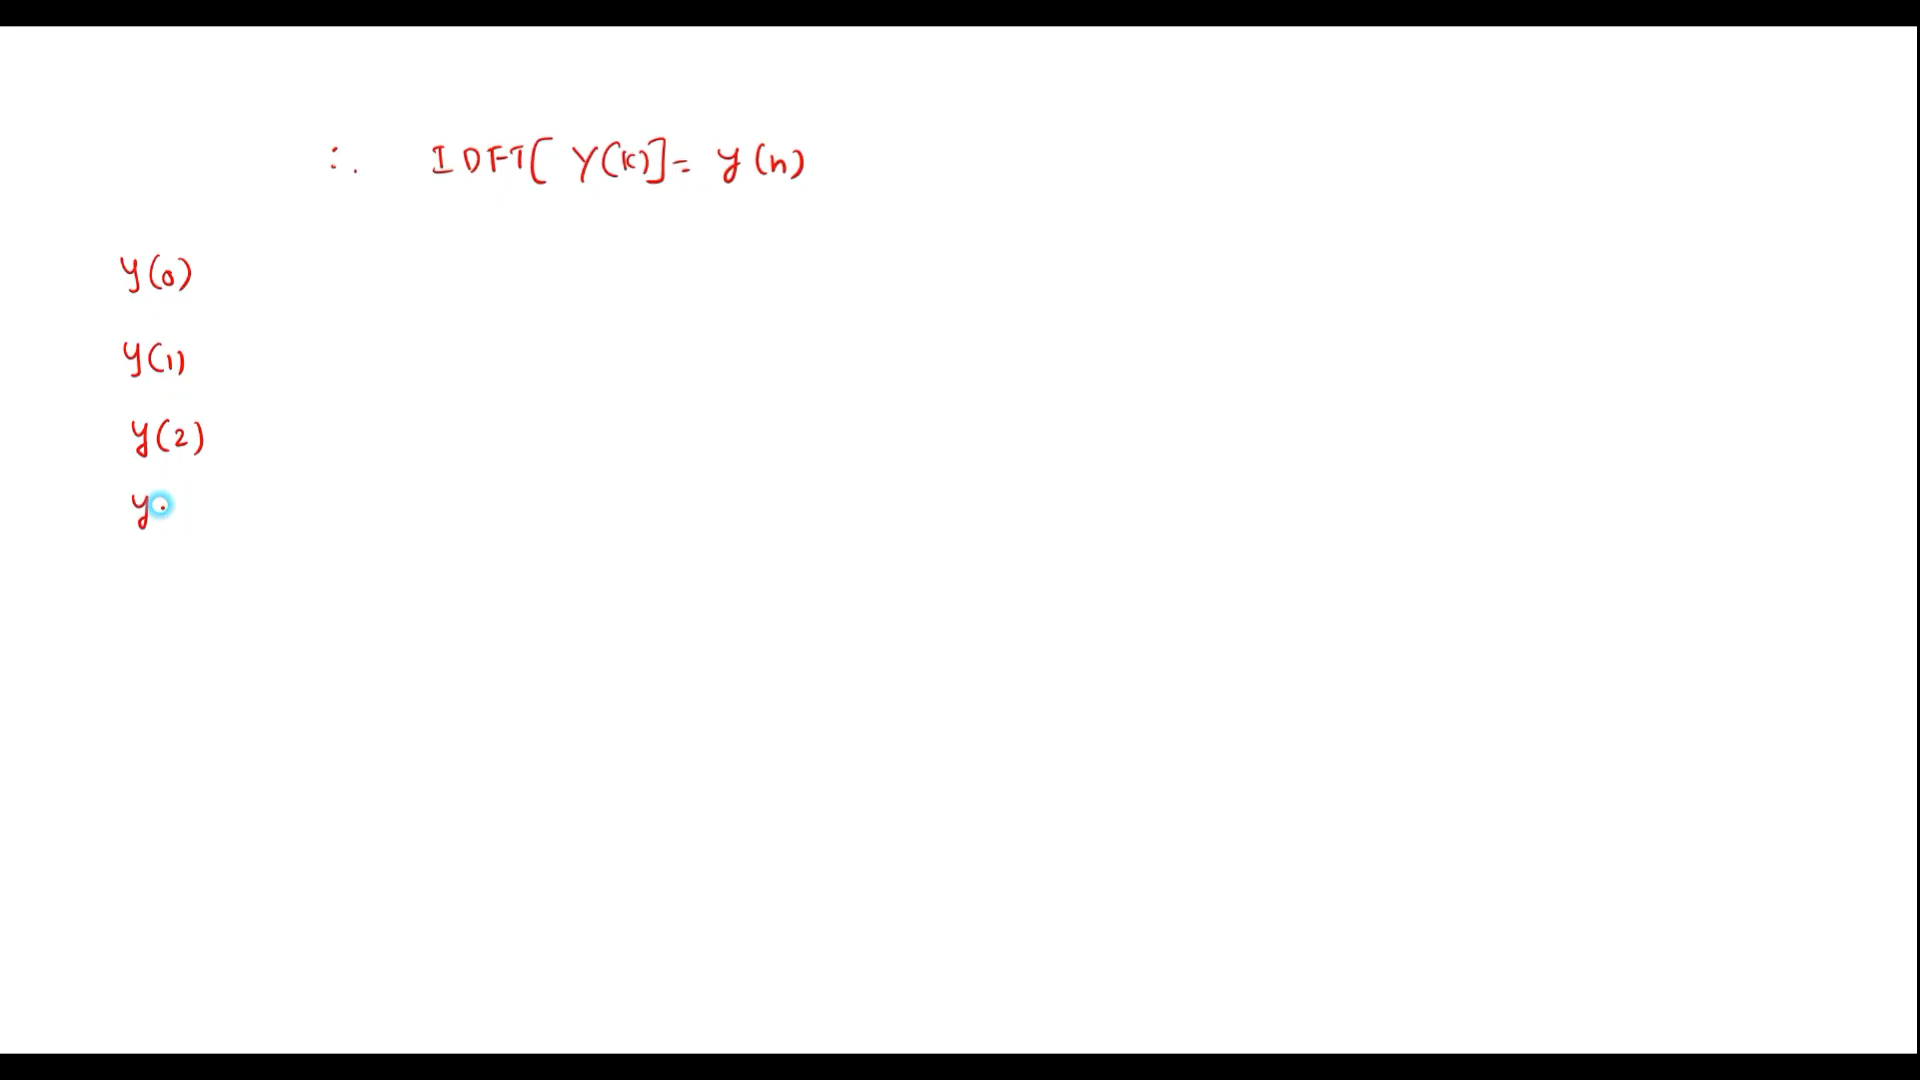 ∴ IDFT[ Y(k)] = y(n)
y(0)
y(1)
y(2)
y